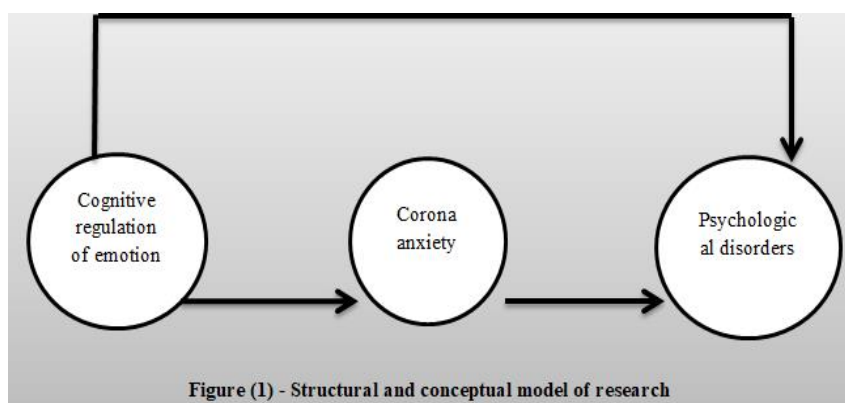 Cognitive
regulation
of emotion
Corona
anxiety
Psychologic
al disorders
Figure (1) - Structural and conceptual model of research